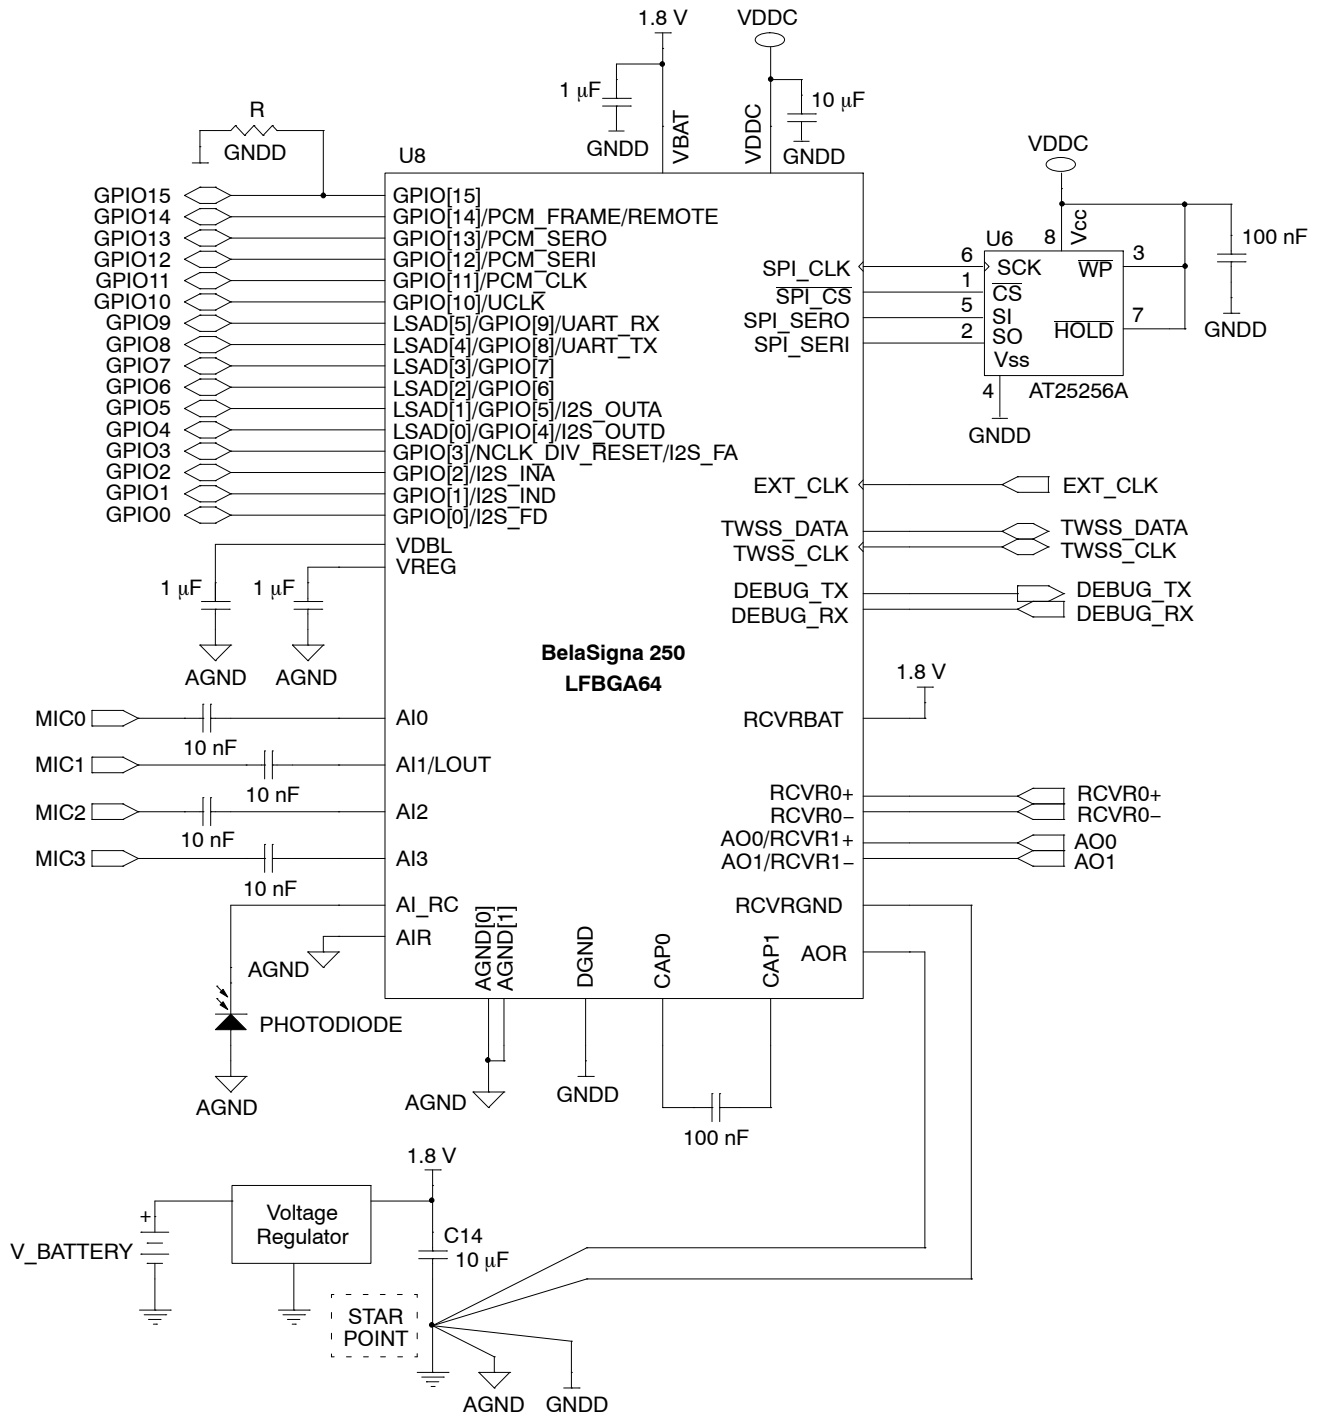 1.8 V
VDDC
1 μF
10 μF
GNDD
GNDD
VBAT
VDDC
R
GNDD
U8
VDDC
GPIO15
GPIO14
GPIO13
GPIO12
GPIO11
GPIO10
GPIO9
GPIO8
GPIO7
GPIO6
GPIO5
GPIO4
GPIO3
GPIO2
GPIO1
GPIO0
GPIO[15]
GPIO[14]/PCM_FRAME/REMOTE
GPIO[13]/PCM_SERO
GPIO[12]/PCM_SERI
GPIO[11]/PCM_CLK
GPIO[10]/UCLK
LSAD[5]/GPIO[9]/UART_RX
LSAD[4]/GPIO[8]/UART_TX
LSAD[3]/GPIO[7]
LSAD[2]/GPIO[6]
LSAD[1]/GPIO[5]/I2S_OUTA
LSAD[0]/GPIO[4]/I2S_OUTD
GPIO[3]/NCLK_DIV_RESET/I2S_FA
GPIO[2]/I2S_INA
GPIO[1]/I2S_IND
GPIO[0]/I2S_FD
VDBL
VREG
1 μF
1 μF
AGND
AGND
SPI_CLK
SPI_CS
SPI_SERO
SPI_SERI
6
1
5
2
U6
8
Vcc
SCK
CS
SI
SO
Vss
WP
HOLD
3
7
4
AT25256A
GNDD
100 nF
GNDD
EXT_CLK
EXT_CLK
TWSS_DATA
TWSS_DATA
TWSS_CLK
TWSS_CLK
DEBUG_TX
DEBUG_TX
DEBUG_RX
DEBUG_RX
BelaSigna 250
LFBGA64
1.8 V
RCVRBAT
MIC0
10 nF
AI0
MIC1
10 nF
AI1/LOUT
MIC2
10 nF
AI2
MIC3
10 nF
AI3
RCVR0+
RCVR0+
RCVR0−
RCVR0−
AO0/RCVR1+
AO0
AO1/RCVR1−
AO1
AI_RC
AIR
AGND
RCVRGND
AOR
AGND[0]
AGND[1]
DGND
CAP0
CAP1
PHOTODIODE
AGND
AGND
GNDD
100 nF
1.8 V
Voltage
Regulator
+
V_BATTERY
C14
10 μF
STAR
POINT
AGND
GNDD